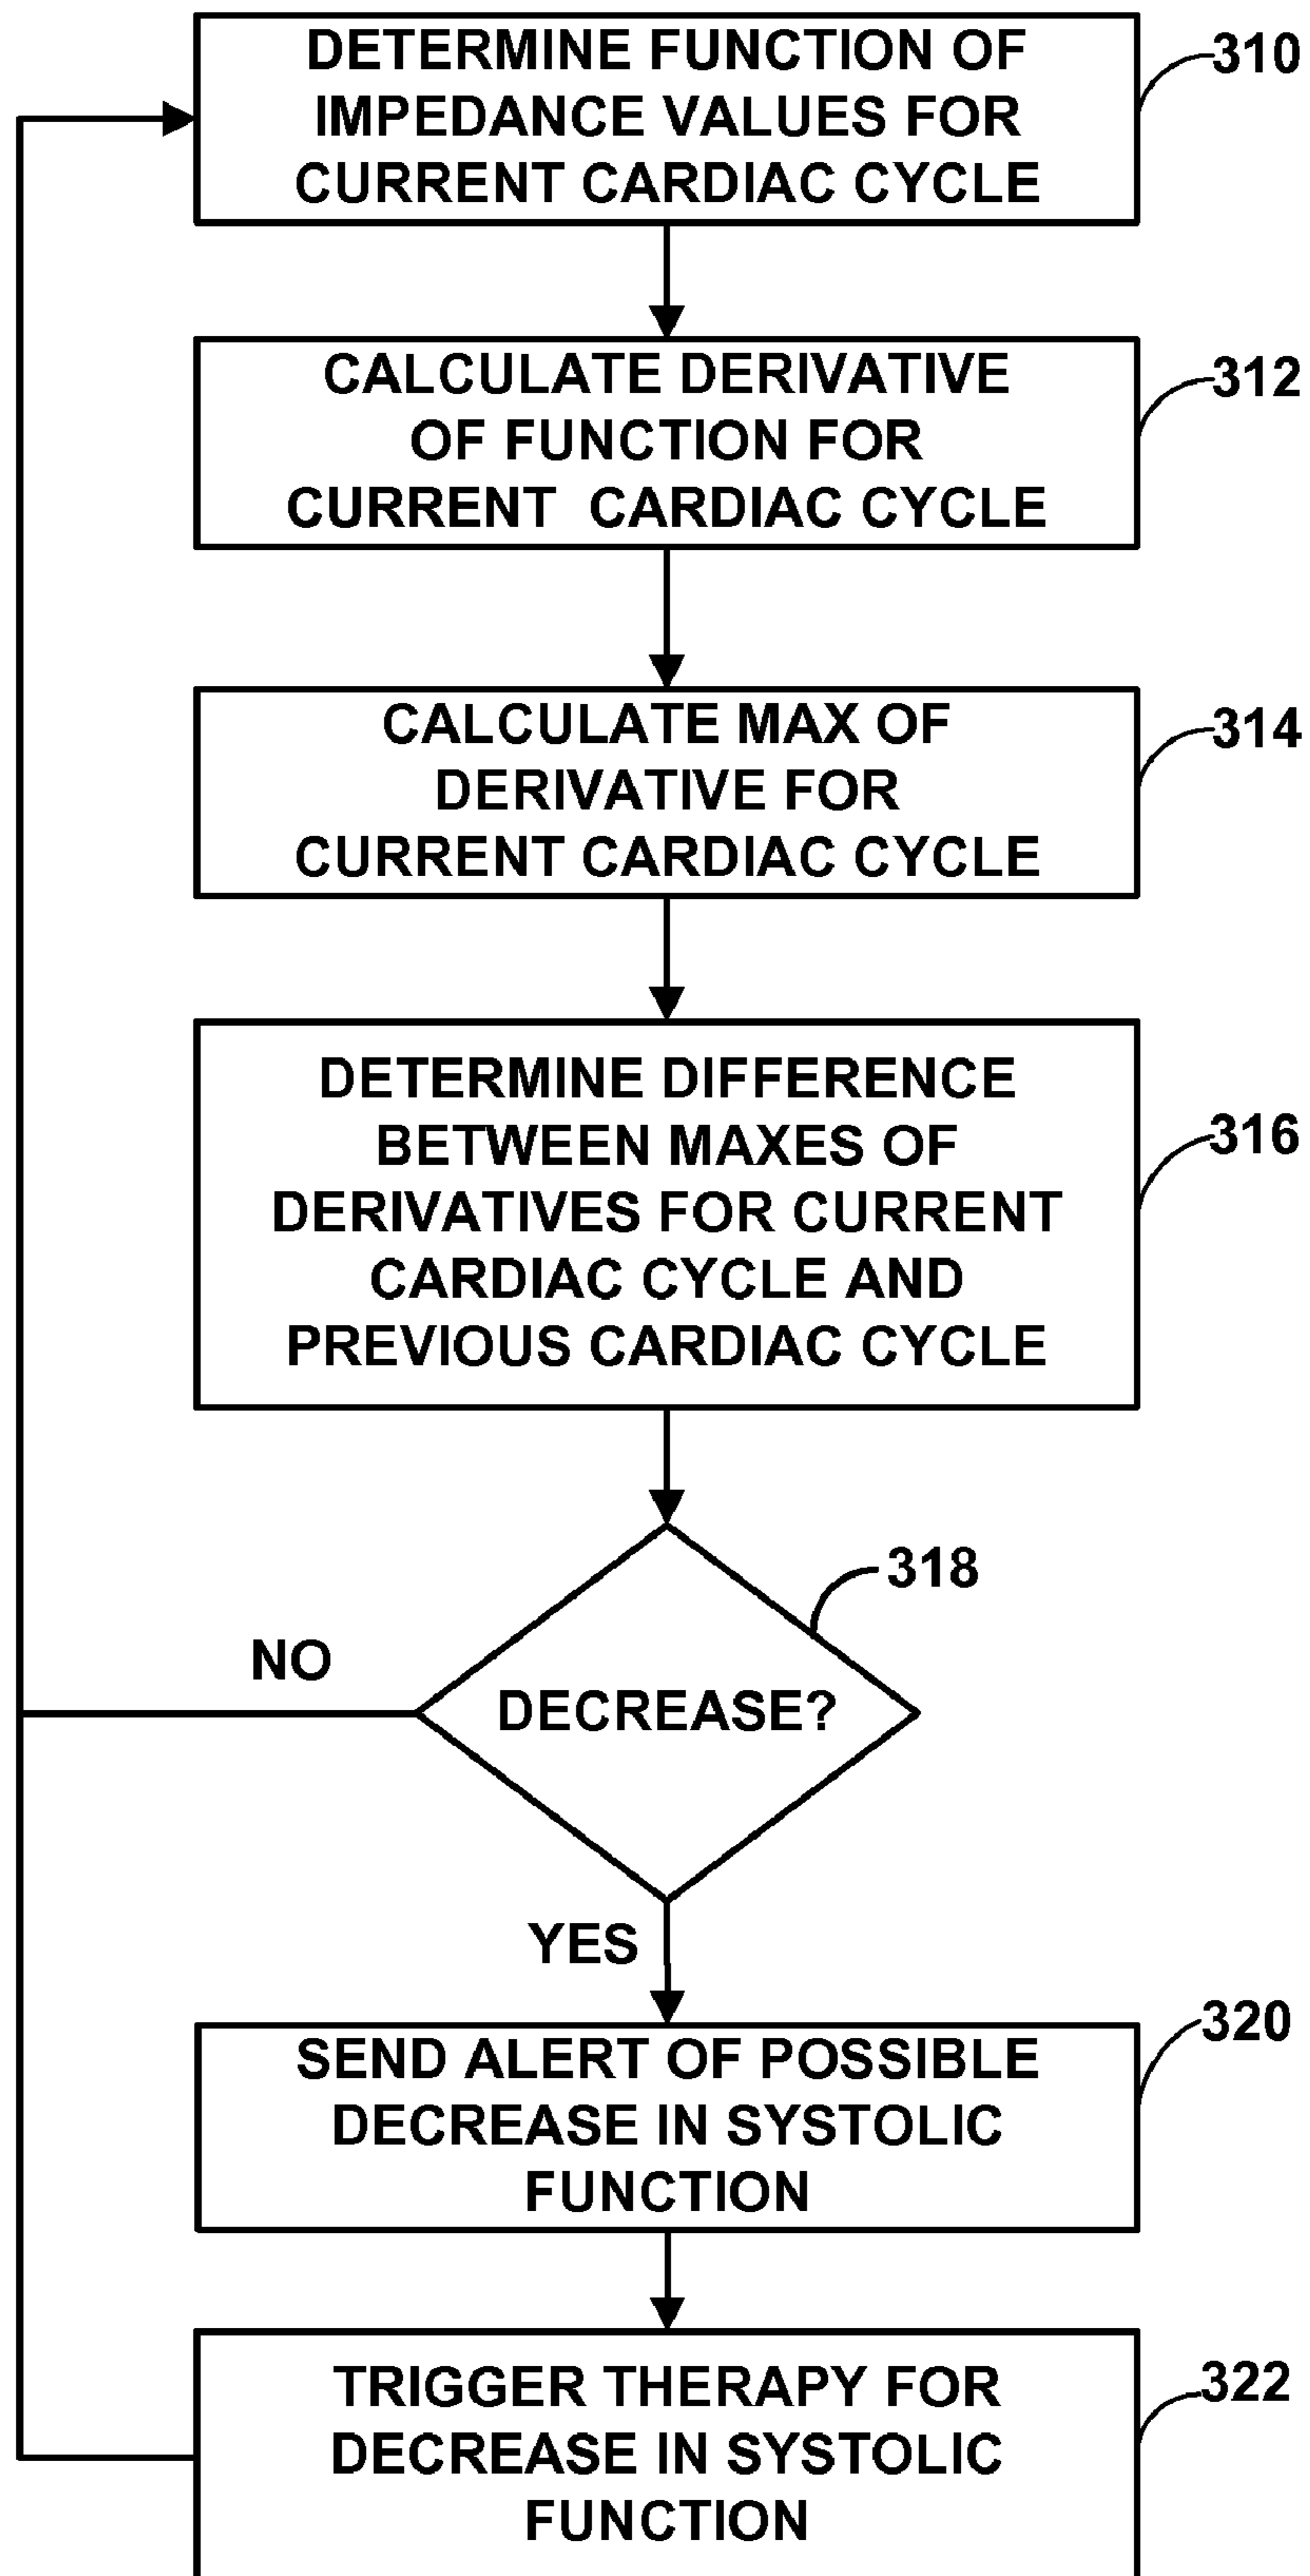 DETERMINE FUNCTION OF
IMPEDANCE VALUES FOR
CURRENT CARDIAC CYCLE
310
CALCULATE DERIVATIVE
OF FUNCTION FOR
CURRENT CARDIAC CYCLE
312
CALCULATE MAX OF
DERIVATIVE FOR
CURRENT CARDIAC CYCLE
314
DETERMINE DIFFERENCE
BETWEEN MAXES OF
DERIVATIVES FOR CURRENT
CARDIAC CYCLE AND
PREVIOUS CARDIAC CYCLE
316
318
NO
DECREASE?
YES
SEND ALERT OF POSSIBLE
DECREASE IN SYSTOLIC
FUNCTION
320
TRIGGER THERAPY FOR
DECREASE IN SYSTOLIC
FUNCTION
322